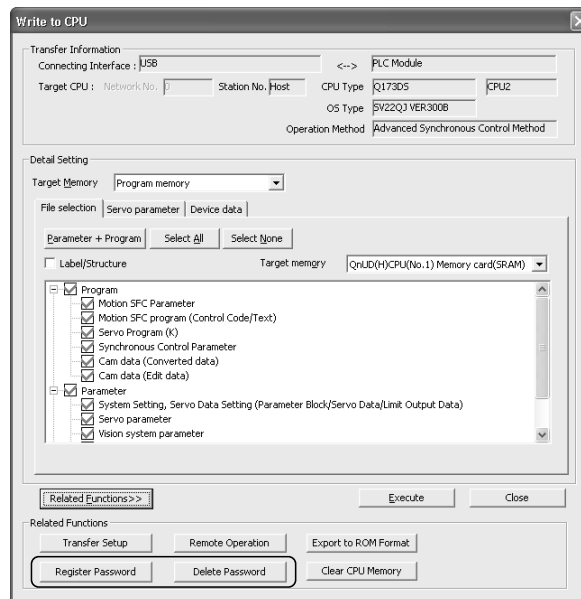 Write to CPU
Transfer Information
Connecting Interface : USB <--> PLC Module
Target CPU : Network No. 0 Station No. Host CPU Type Q173DS CPU2
OS Type SV22QJ VER300B
Operation Method Advanced Synchronous Control Method
Detail Setting
Target Memory Program memory
File selection Servo parameter Device data
Parameter + Program Select All Select None
Label/Structure Target memory QnUD(H)CPU(No.1) Memory card(SRAM)
Program
Motion SFC Parameter
Motion SFC program (Control Code/Text)
Servo Program (K)
Synchronous Control Parameter
Cam data (Converted data)
Cam data (Edit data)
Parameter
System Setting, Servo Data Setting (Parameter Block/Servo Data/Limit Output Data)
Servo parameter
Vision system parameter
Related Functions>> Execute Close
Related Functions
Transfer Setup Remote Operation Export to ROM Format
Register Password Delete Password Clear CPU Memory